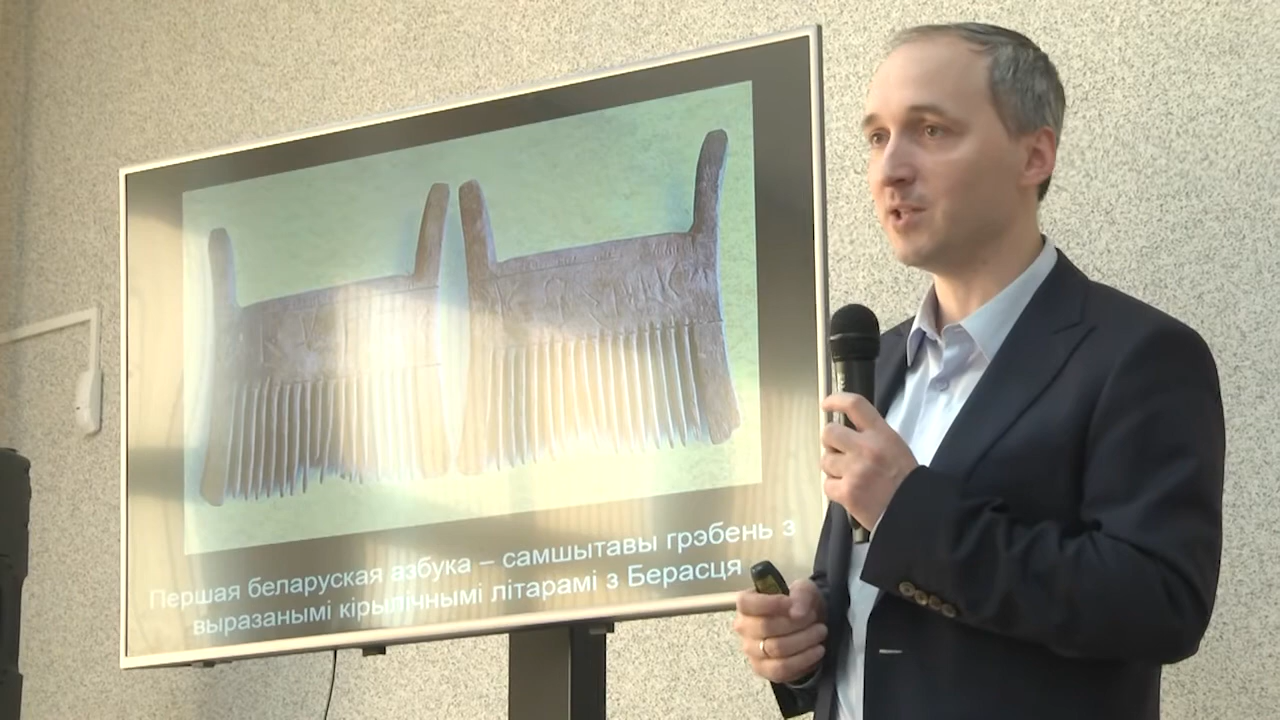 Першая беларуская азбука – самшытавы грэбень з
выразанымі кірылічнымі літарамі з Берасця